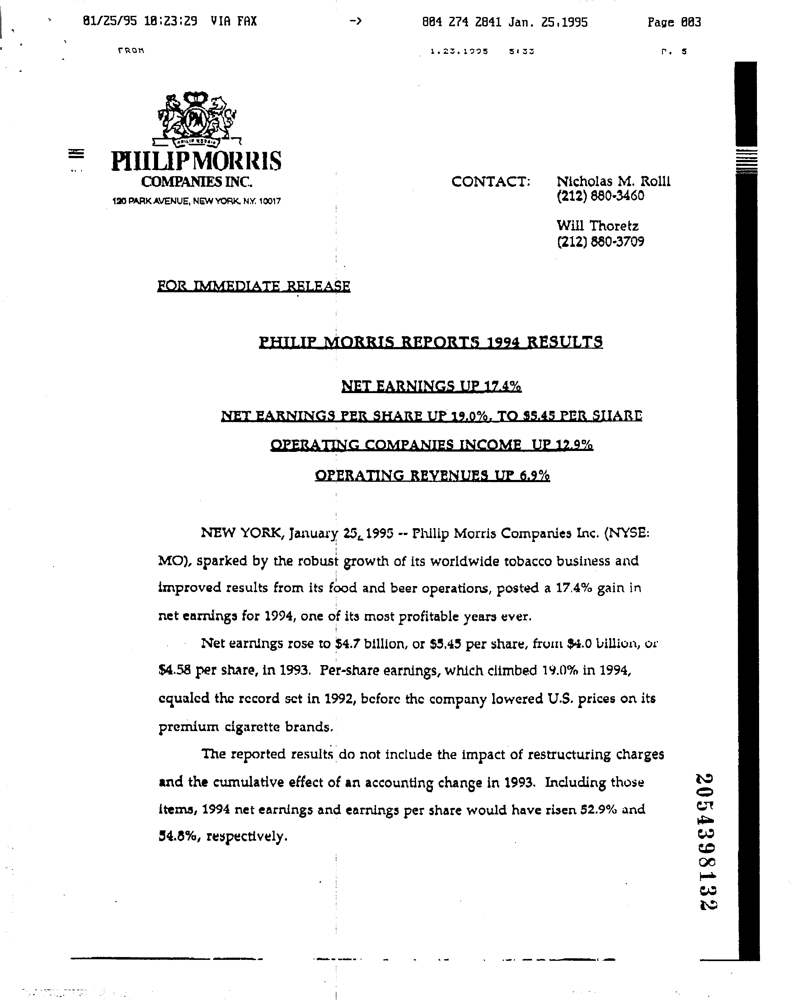 01/25/95 10:23:29 VIA FAX -> 804 274 2841 Jan. 25.1995 Page 003
FROM 1.23.1995 5:33 P. 5
PM
PHILIP MORRIS
COMPANIES INC.
120 PARK AVENUE, NEW YORK, N.Y. 10017
CONTACT: Nicholas M. Rolli
(212) 880-3460
Will Thoretz
(212) 880-3709
FOR IMMEDIATE RELEASE
PHILIP MORRIS REPORTS 1994 RESULTS
NET EARNINGS UP 17.4%
NET EARNINGS PER SHARE UP 19.0%, TO $5.45 PER SHARE
OPERATING COMPANIES INCOME UP 12.9%
OPERATING REVENUES UP 6.9%
NEW YORK, January 25, 1995 -- Philip Morris Companies Inc. (NYSE:
MO), sparked by the robust growth of its worldwide tobacco business and
improved results from its food and beer operations, posted a 17.4% gain in
net earnings for 1994, one of its most profitable years ever.
Net earnings rose to $4.7 billion, or $5.45 per share, from $4.0 billion, or
$4.58 per share, in 1993. Per-share earnings, which climbed 19.0% in 1994,
equaled the record set in 1992, before the company lowered U.S. prices on its
premium cigarette brands.
The reported results do not include the impact of restructuring charges
and the cumulative effect of an accounting change in 1993. Including those
items, 1994 net earnings and earnings per share would have risen 52.9% and
54.8%, respectively.
2054398132